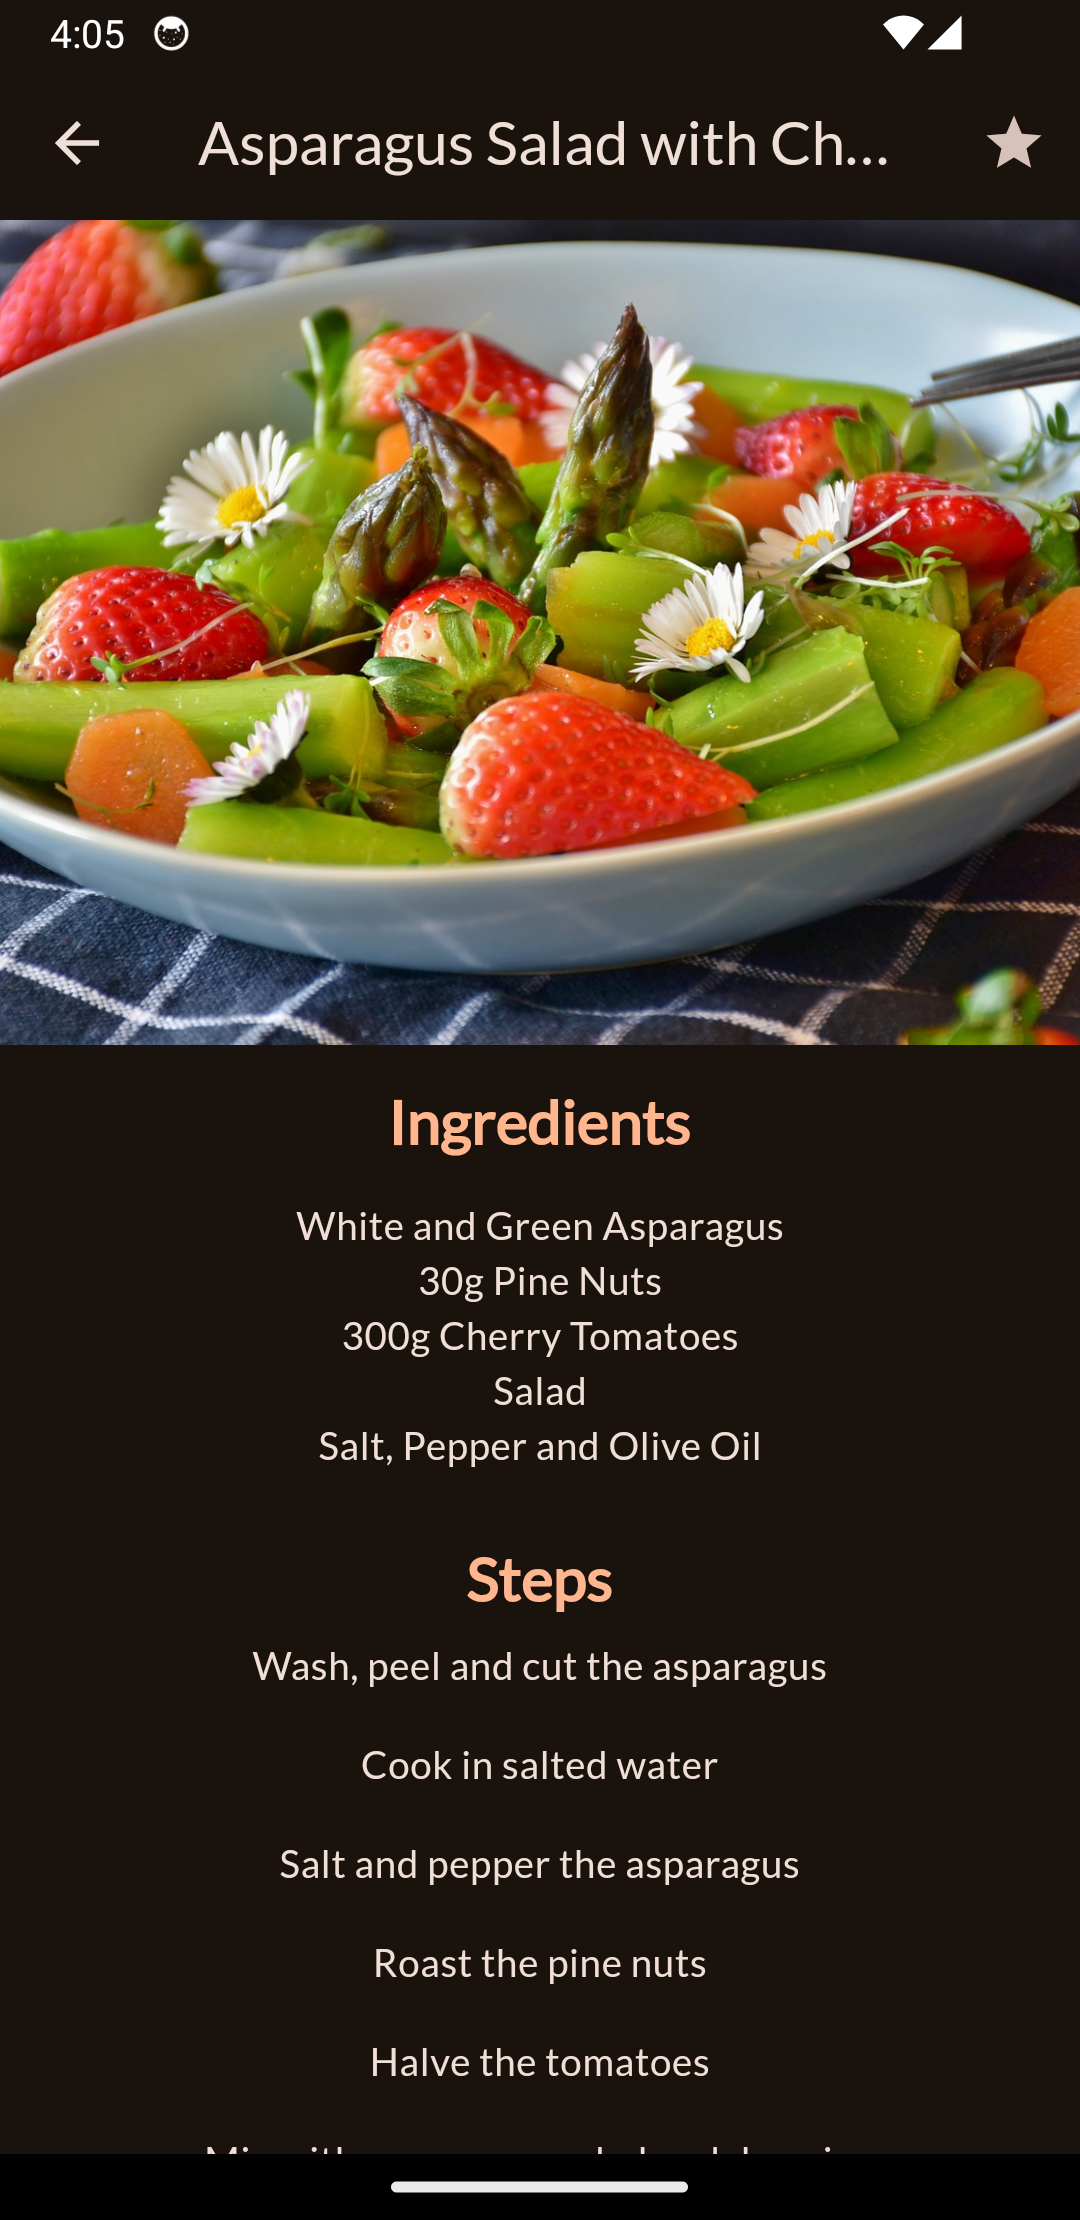 4:05
Asparagus Salad with Ch...
Ingredients
White and Green Asparagus
30g Pine Nuts
300g Cherry Tomatoes
Salad
Salt, Pepper and Olive Oil
Steps
Wash, peel and cut the asparagus
Cook in salted water
Salt and pepper the asparagus
Roast the pine nuts
Halve the tomatoes